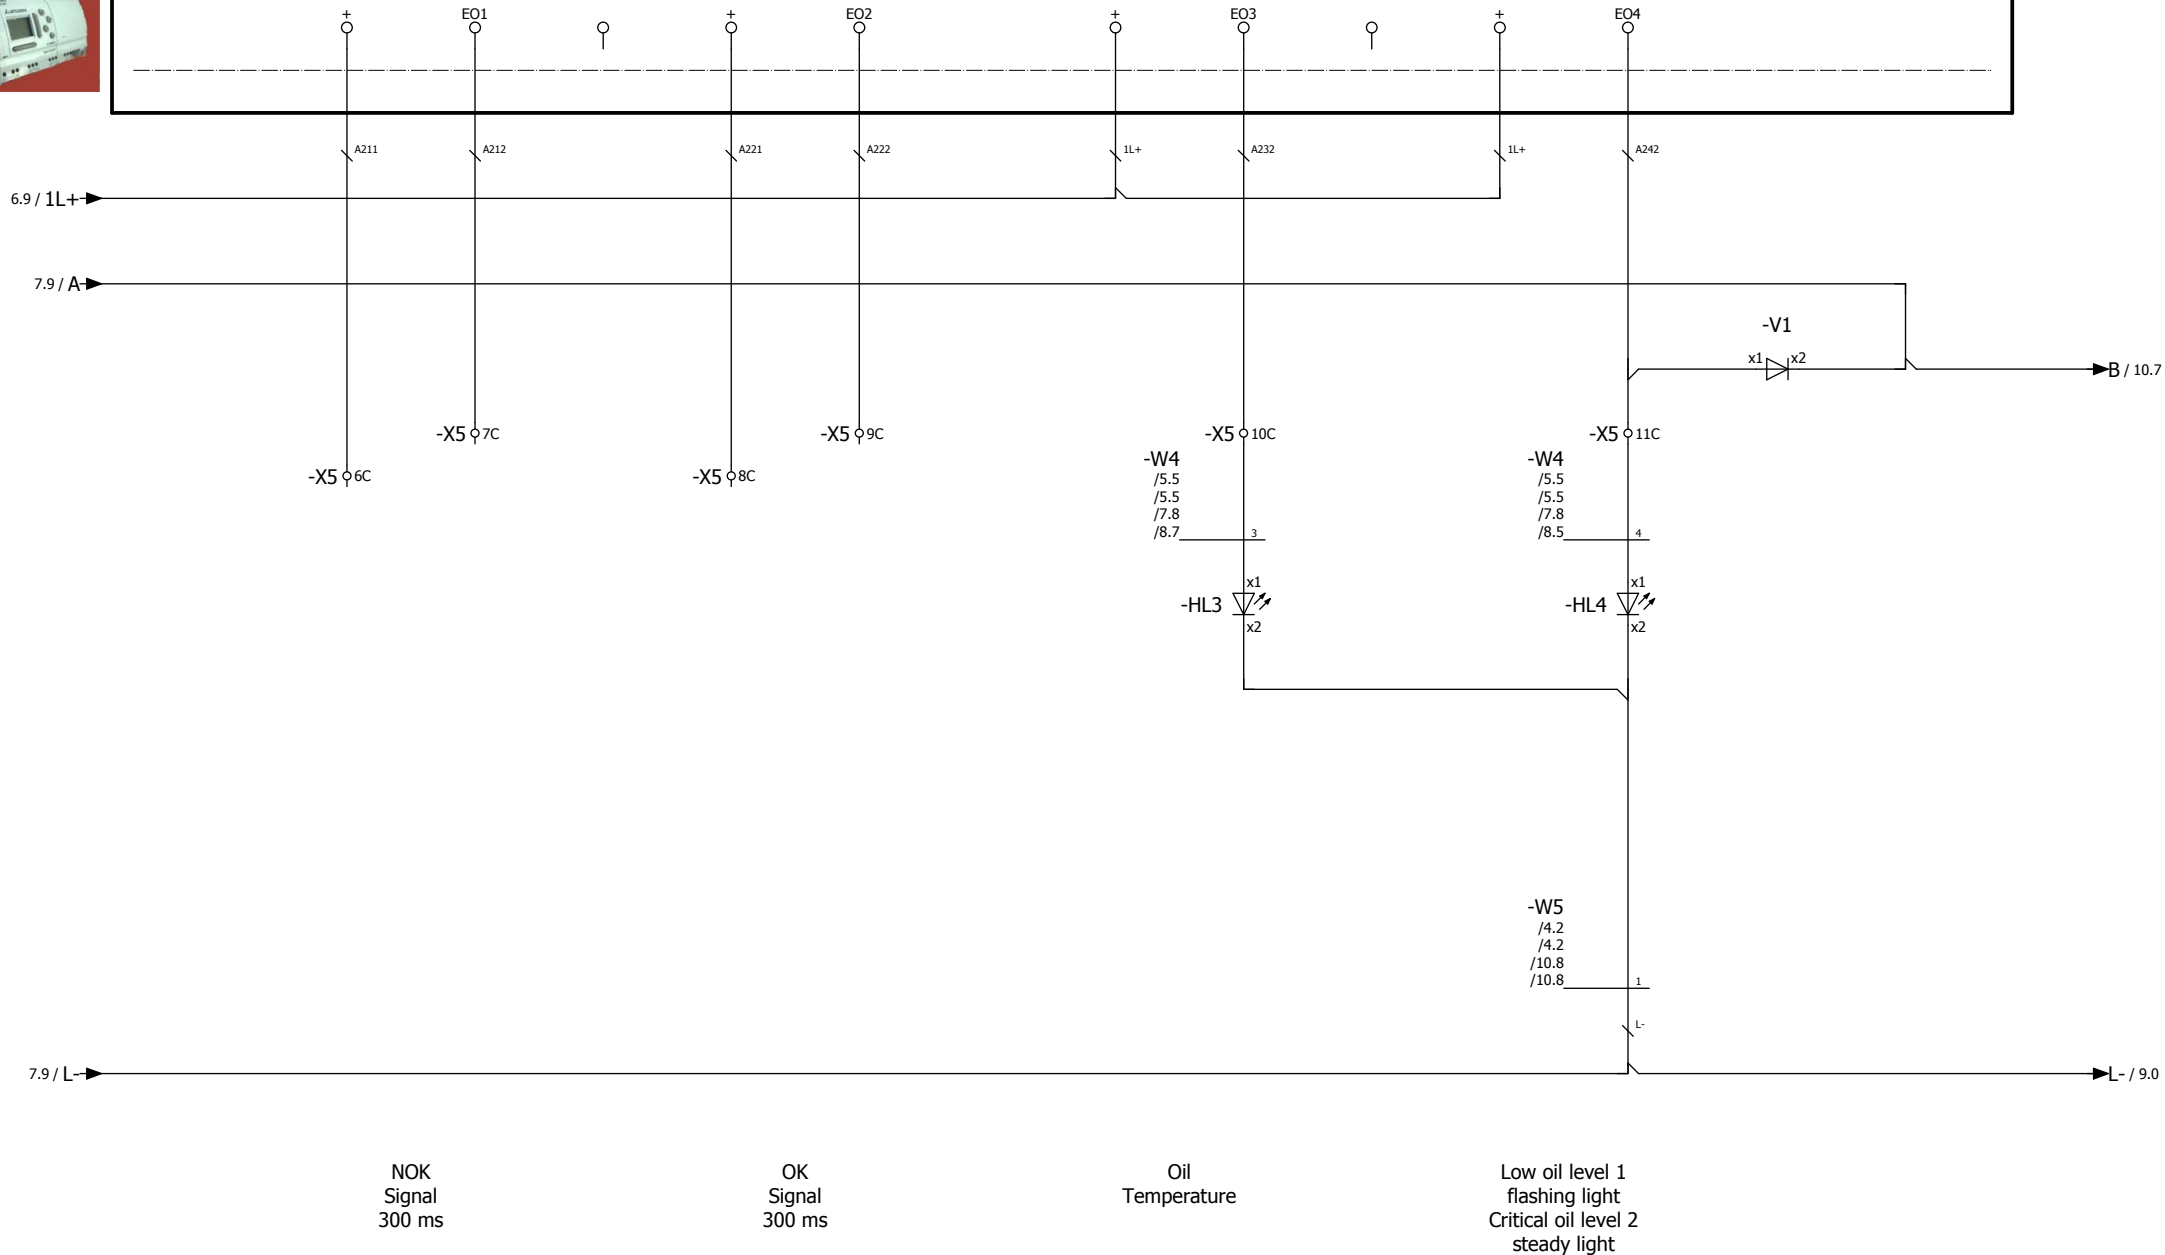 +
EO1
+
EO2
+
EO3
+
EO4
A211
A212
A221
A222
1L+
A232
1L+
A242
6.9 / 1L+
7.9 / A
-V1
x1
x2
B / 10.7
-X5 7C
-X5 9C
-X5 10C
-X5 11C
-W4
/5.5
/5.5
/7.8
/8.7
3
-W4
/5.5
/5.5
/7.8
/8.5
4
-X5 6C
-X5 8C
x1
-HL3
x2
x1
-HL4
x2
-W5
/4.2
/4.2
/10.8
/10.8
1
L-
7.9 / L-
L- / 9.0
NOK
Signal
300 ms
OK
Signal
300 ms
Oil
Temperature
Low oil level 1
flashing light
Critical oil level 2
steady light